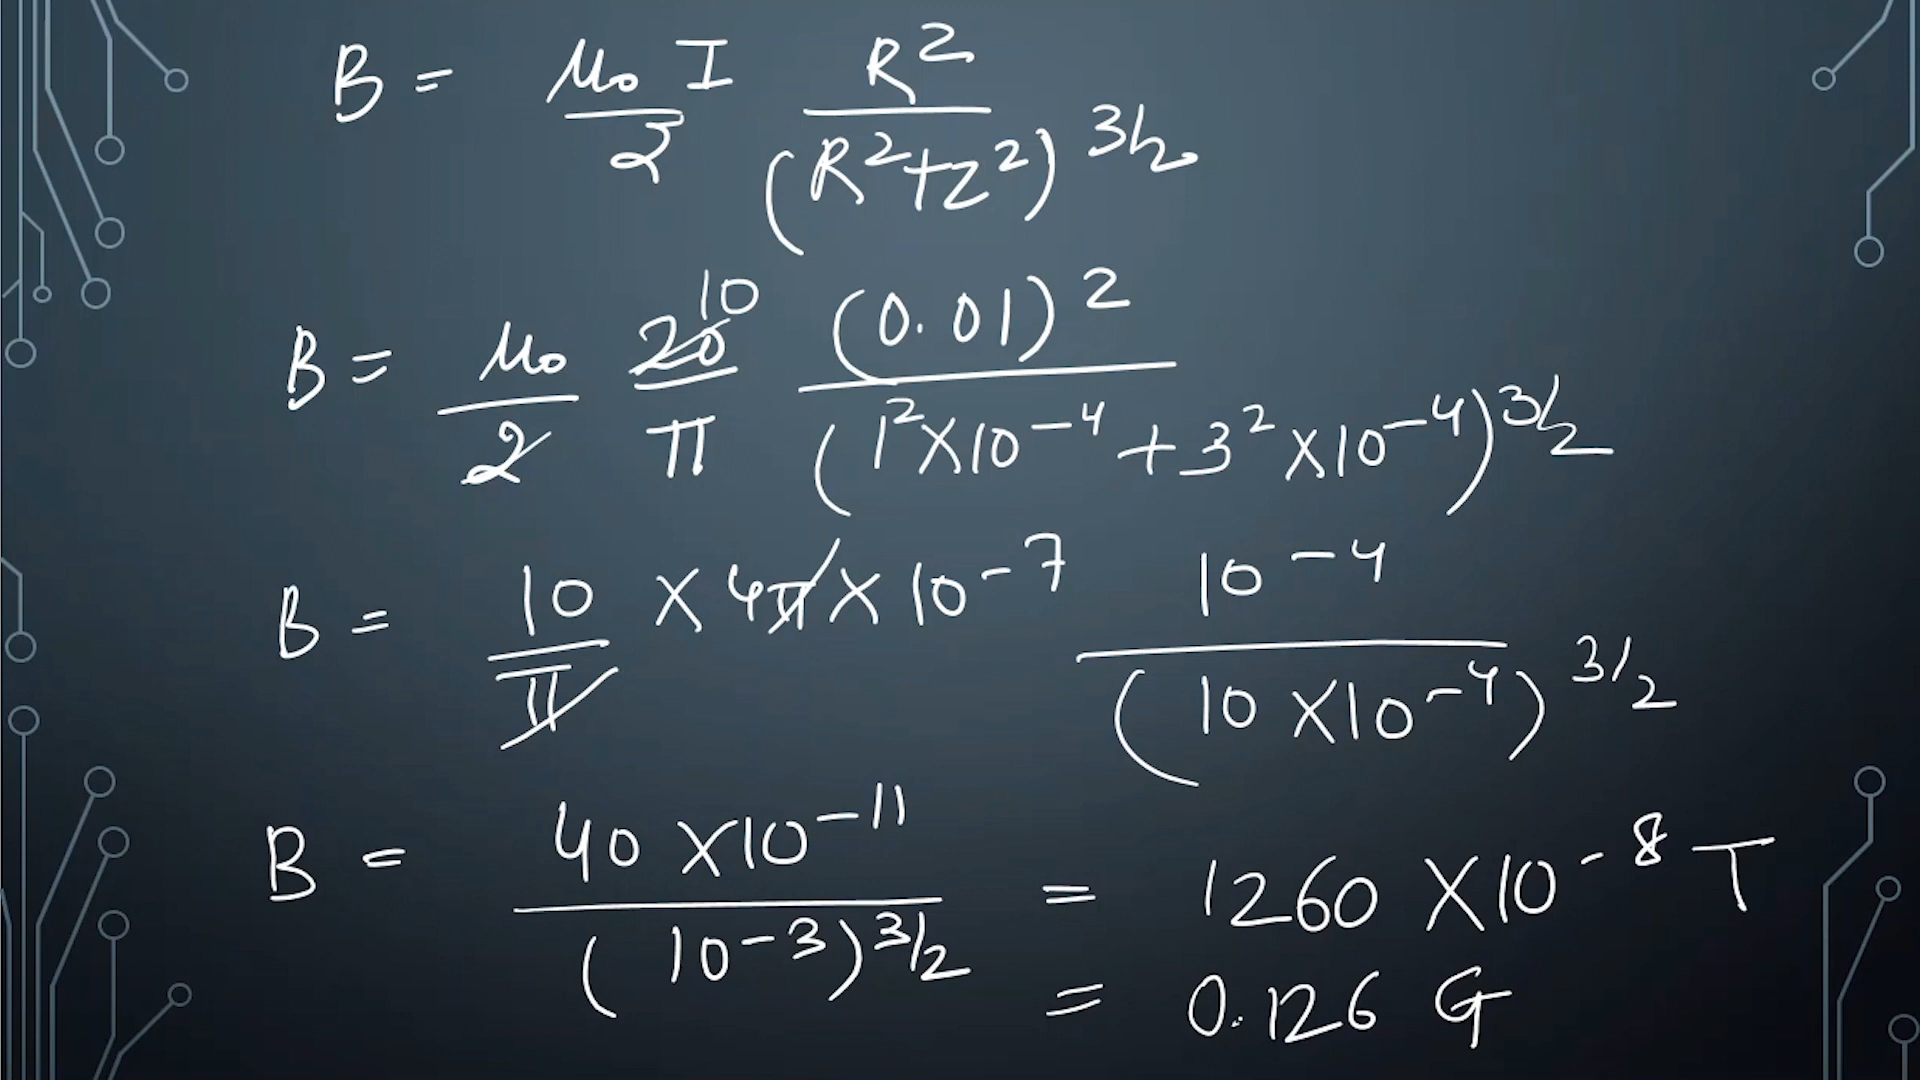 B = μ₀ I / 2 R² / (R² + z²)^3/2
B = μ₀ / 2 20 10 / π (0.01)² / (1² × 10⁻⁴ + 3² × 10⁻⁴)^3/2
B = 10 / π × 4π × 10⁻⁷ 10⁻⁴ / (10 × 10⁻⁴)^3/2
B = 40 × 10⁻¹¹ / (10⁻³)^3/2 = 1260 × 10⁻⁸ T
= 0.126 G